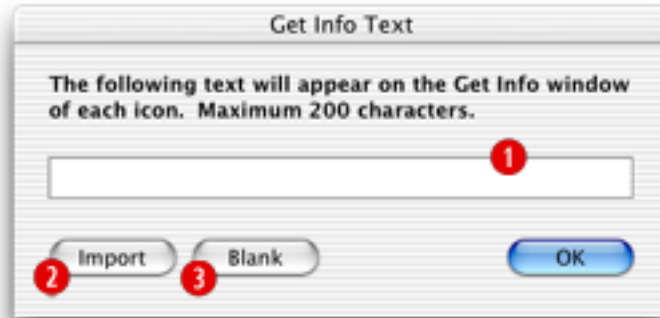 Get Info Text
The following text will appear on the Get Info window
of each icon.  Maximum 200 characters.
1
Import Blank OK
2 3